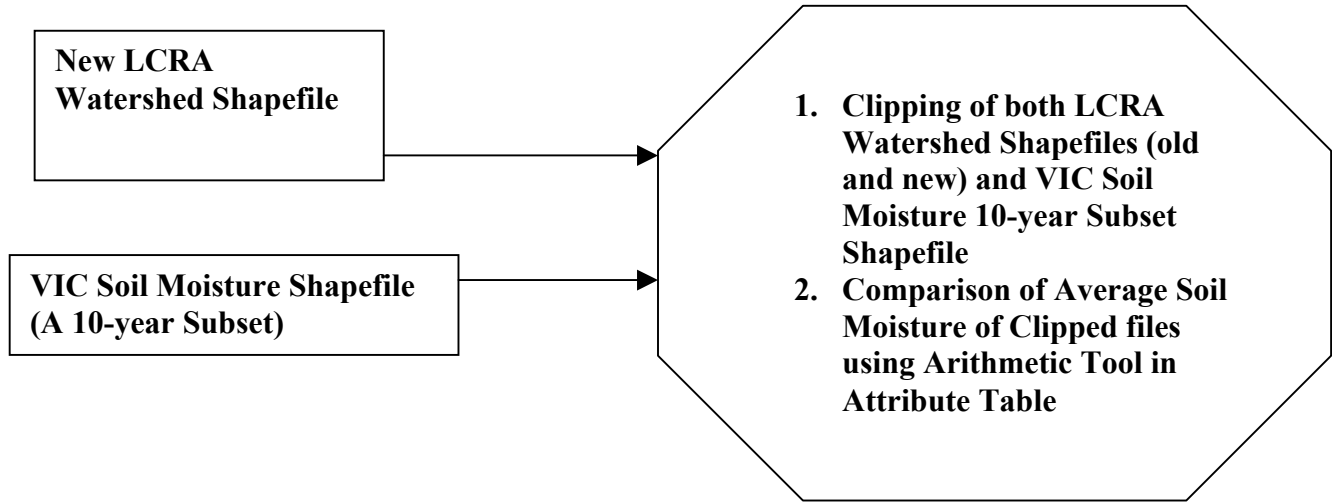 New LCRA
Watershed Shapefile
VIC Soil Moisture Shapefile
(A 10-year Subset)
1. Clipping of both LCRA
Watershed Shapefiles (old
and new) and VIC Soil
Moisture 10-year Subset
Shapefile
2. Comparison of Average Soil
Moisture of Clipped files
using Arithmetic Tool in
Attribute Table